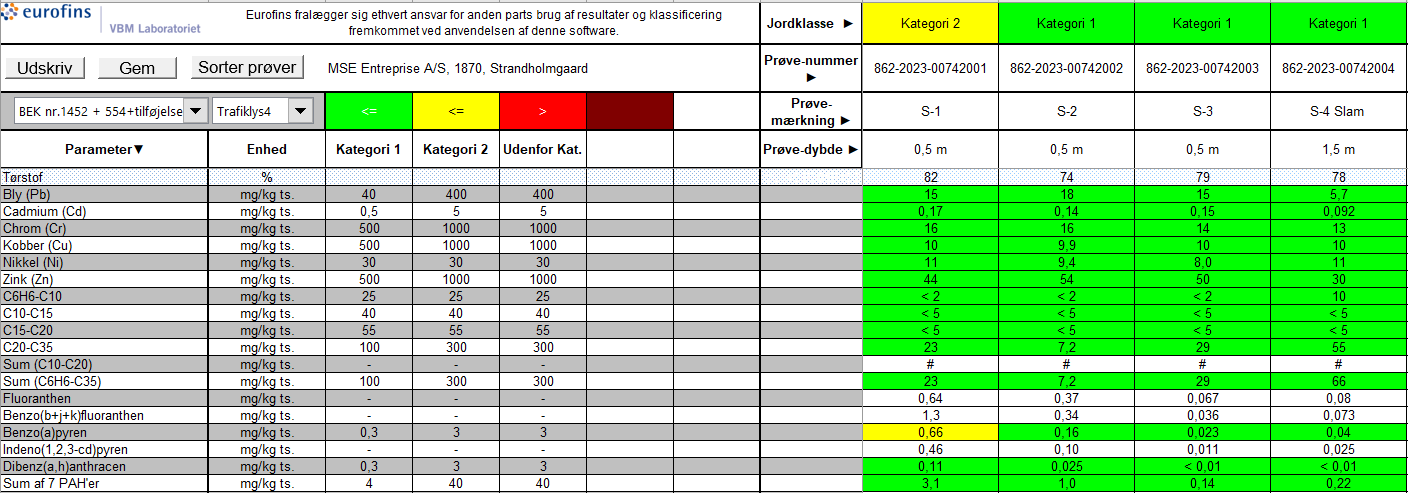 eurofins
VBM Laboratoriet
Eurofins fralægger sig ethvert ansvar for anden parts brug af resultater og klassificering
fremkommet ved anvendelsen af denne software.
Jordklasse ► Kategori 2 Kategori 1 Kategori 1 Kategori 1
Udskriv Gem Sorter prøver MSE Entreprise A/S, 1870, Strandholmgaard
Prøve-nummer ► 862-2023-00742001 862-2023-00742002 862-2023-00742003 862-2023-00742004
BEK nr.1452 + 554+tilføjelse Trafiklys4 <= <= >
Prøve-mærkning ► S-1 S-2 S-3 S-4 Slam
Parameter▼ Enhed Kategori 1 Kategori 2 Udenfor Kat. Prøve-dybde ► 0,5 m 0,5 m 0,5 m 1,5 m
Tørstof % 82 74 79 78
Bly (Pb) mg/kg ts. 40 400 400 15 18 15 5,7
Cadmium (Cd) mg/kg ts. 0,5 5 5 0,17 0,14 0,15 0,092
Chrom (Cr) mg/kg ts. 500 1000 1000 16 16 14 13
Kobber (Cu) mg/kg ts. 500 1000 1000 10 9,9 10 10
Nikkel (Ni) mg/kg ts. 30 30 30 11 9,4 8,0 11
Zink (Zn) mg/kg ts. 500 1000 1000 44 54 50 30
C6H6-C10 mg/kg ts. 25 25 25 < 2 < 2 < 2 10
C10-C15 mg/kg ts. 40 40 40 < 5 < 5 < 5 < 5
C15-C20 mg/kg ts. 55 55 55 < 5 < 5 < 5 < 5
C20-C35 mg/kg ts. 100 300 300 23 7,2 29 55
Sum (C10-C20) mg/kg ts. - - - # # # #
Sum (C6H6-C35) mg/kg ts. 100 300 300 23 7,2 29 66
Fluoranthen mg/kg ts. - - - 0,64 0,37 0,067 0,08
Benzo(b+j+k)fluoranthen mg/kg ts. - - - 1,3 0,34 0,036 0,073
Benzo(a)pyren mg/kg ts. 0,3 3 3 0,66 0,16 0,023 0,04
Indeno(1,2,3-cd)pyren mg/kg ts. - - - 0,46 0,10 0,011 0,025
Dibenz(a,h)anthracen mg/kg ts. 0,3 3 3 0,11 0,025 < 0,01 < 0,01
Sum af 7 PAH'er mg/kg ts. 4 40 40 3,1 1,0 0,14 0,22